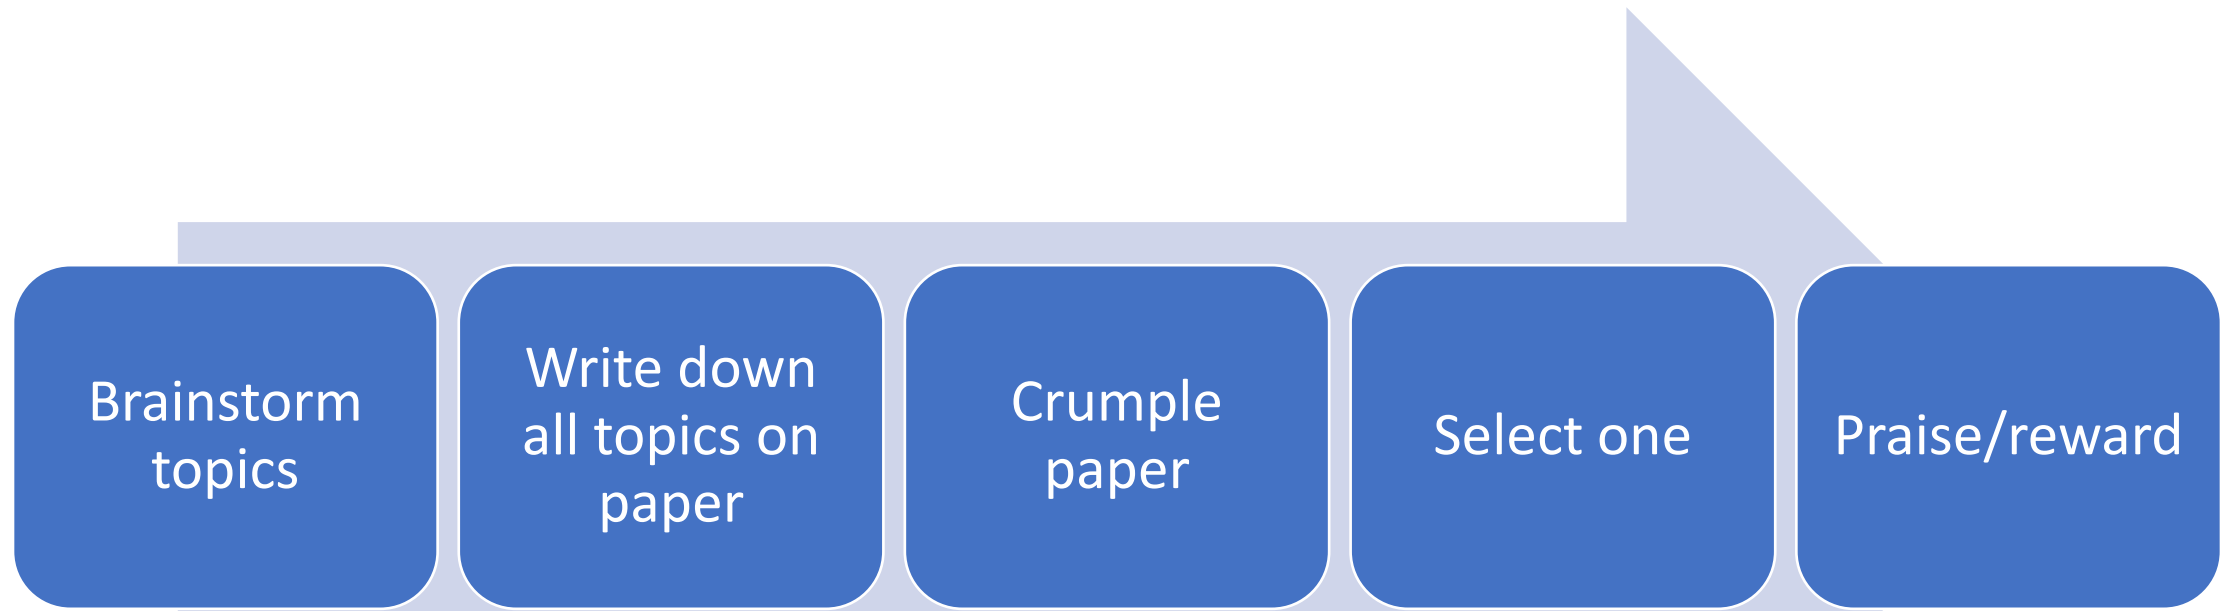 Brainstorm
topics
Write down
all topics on
paper
Crumple
paper
Select one
Praise/reward